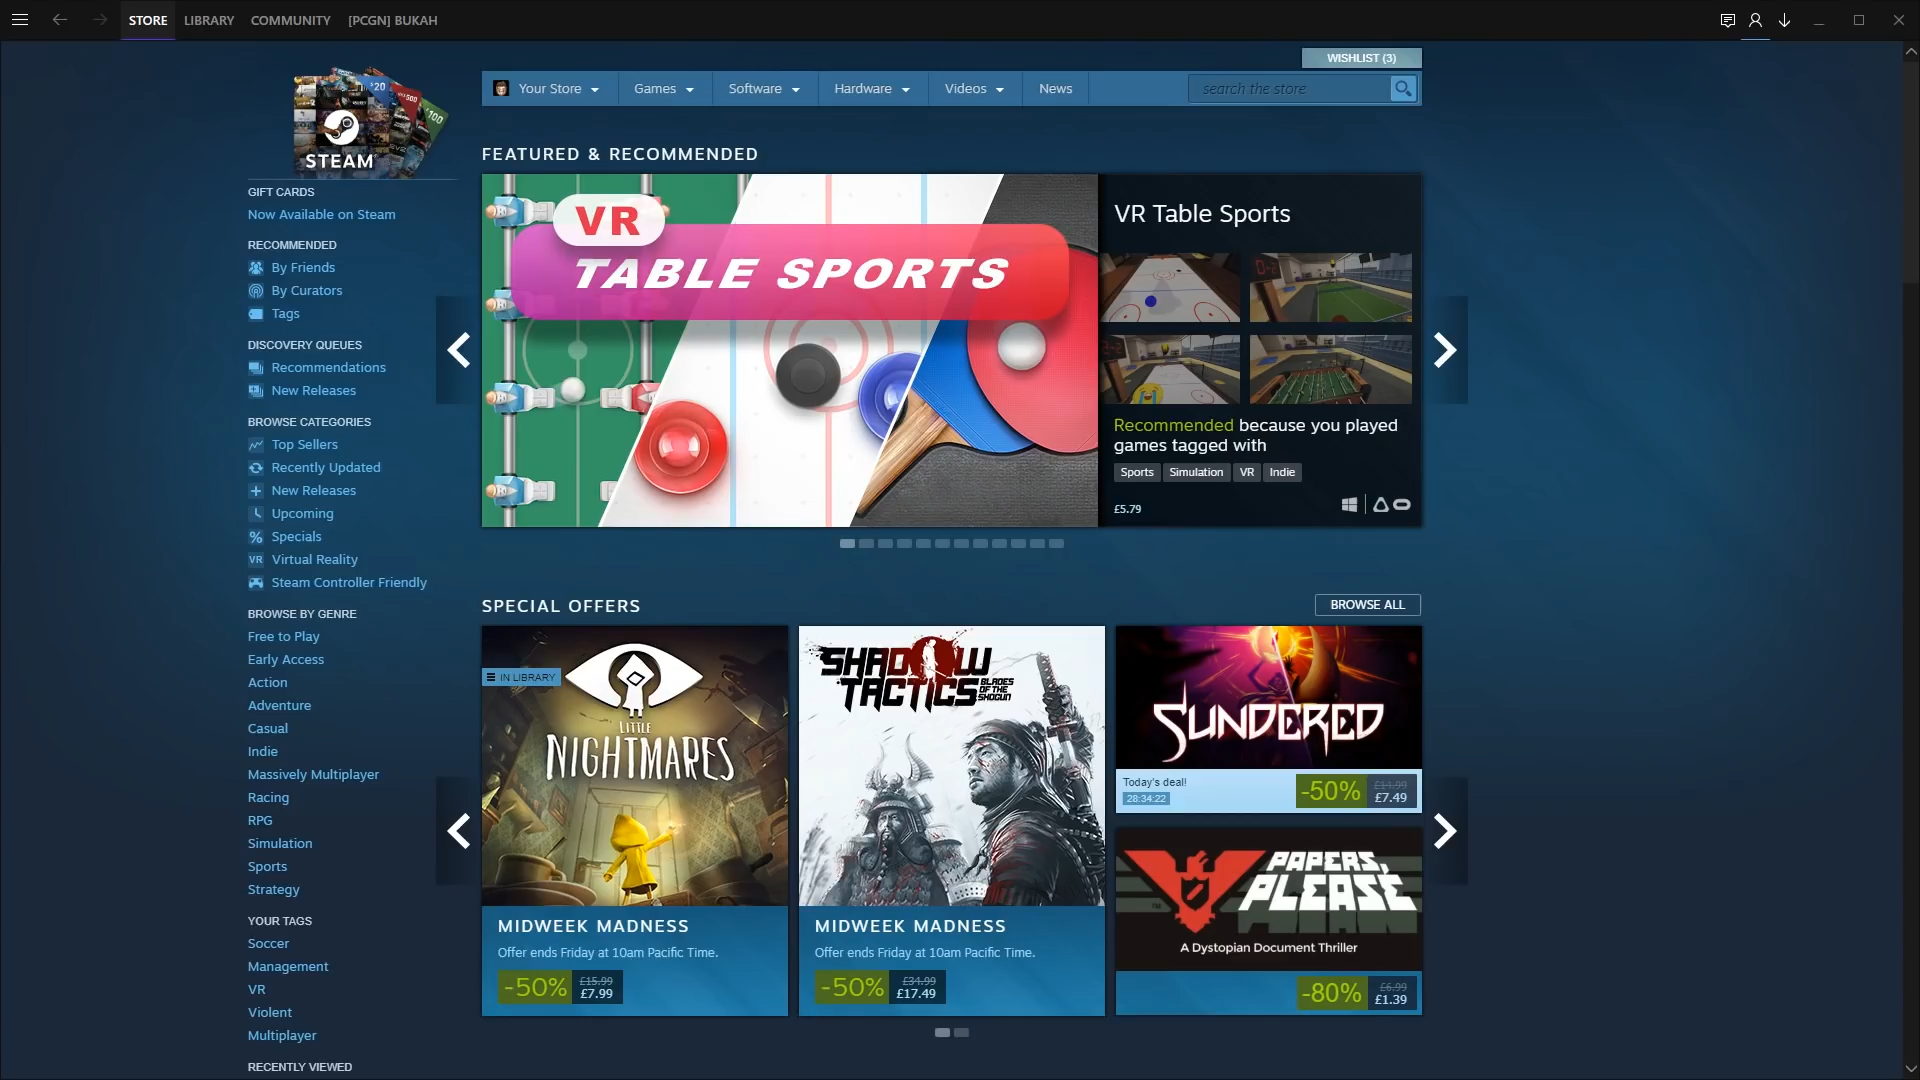 STORE LIBRARY COMMUNITY [PCGN] BUKAH
WISHLIST (3)
Your Store Games Software Hardware Videos News
search the store
$20
500
$100
STEAM
GIFT CARDS
Now Available on Steam
RECOMMENDED
By Friends
By Curators
Tags
DISCOVERY QUEUES
Recommendations
New Releases
BROWSE CATEGORIES
Top Sellers
Recently Updated
New Releases
Upcoming
Specials
VR Virtual Reality
Steam Controller Friendly
BROWSE BY GENRE
Free to Play
Early Access
Action
Adventure
Casual
Indie
Massively Multiplayer
Racing
RPG
Simulation
Sports
Strategy
YOUR TAGS
Soccer
Management
VR
Violent
Multiplayer
RECENTLY VIEWED
FEATURED & RECOMMENDED
VR
TABLE SPORTS
VR Table Sports
Recommended because you played
games tagged with
Sports Simulation VR Indie
£5.79
SPECIAL OFFERS
BROWSE ALL
IN LIBRARY
LITTLE
NIGHTMARES
MIDWEEK MADNESS
Offer ends Friday at 10am Pacific Time.
-50% £15.99
£7.99
SHADOW
TACTICS
BLADES
OF THE
SHOGUN
MIDWEEK MADNESS
Offer ends Friday at 10am Pacific Time.
-50% £34.99
£17.49
SUNDERED
Today's deal!
28:34:22
-50% £14.99
£7.49
PAPERS,
PLEASE
A Dystopian Document Thriller
-80% £6.99
£1.39